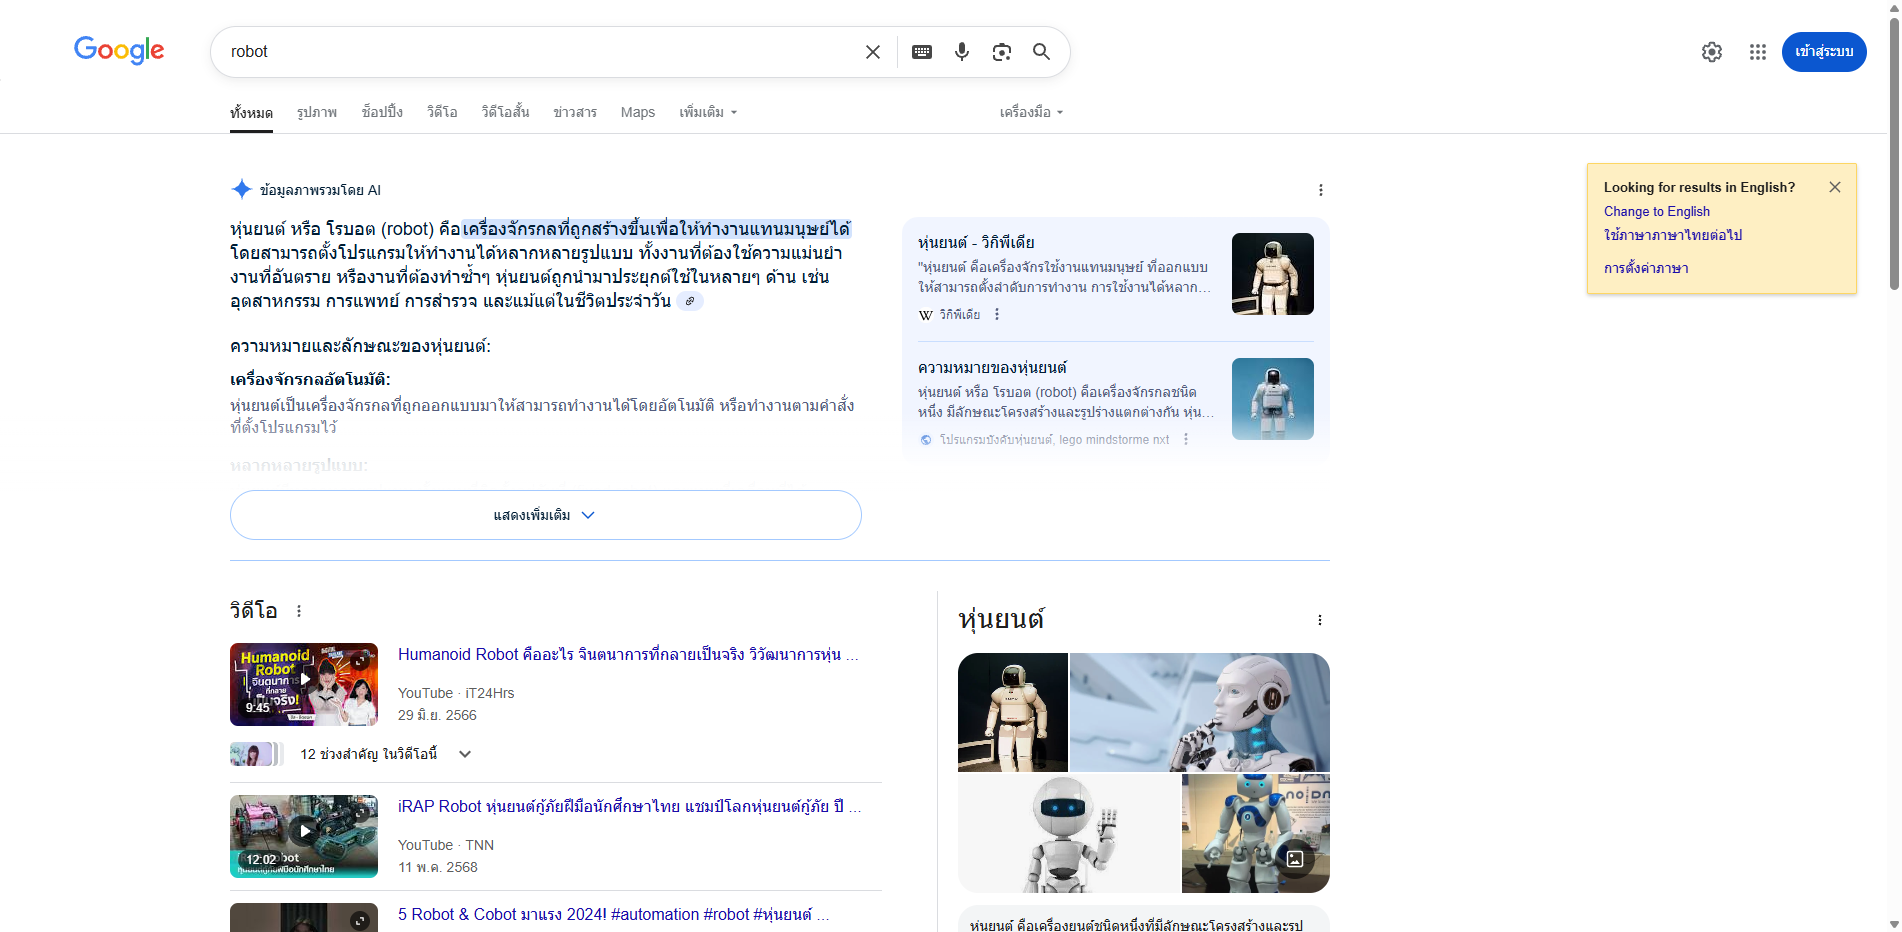 Google
robot
เข้าสู่ระบบ
ทั้งหมด
รูปภาพ
ช็อปปิ้ง
วิดีโอ
วิดีโอสั้น
ข่าวสาร
Maps
เพิ่มเติม
เครื่องมือ
Looking for results in English?
Change to English
ใช้ภาษาภาษาไทยต่อไป
การตั้งค่าภาษา
ข้อมูลภาพรวมโดย AI
หุ่นยนต์ หรือ โรบอต (robot) คือเครื่องจักรกลที่ถูกสร้างขึ้นเพื่อให้ทำงานแทนมนุษย์ได้
โดยสามารถตั้งโปรแกรมให้ทำงานได้หลากหลายรูปแบบ ทั้งงานที่ต้องใช้ความแม่นยำ
งานที่อันตราย หรืองานที่ต้องทำซ้ำๆ หุ่นยนต์ถูกนำมาประยุกต์ใช้ในหลายๆ ด้าน เช่น
อุตสาหกรรม การแพทย์ การสำรวจ และแม้แต่ในชีวิตประจำวัน
ความหมายและลักษณะของหุ่นยนต์:
เครื่องจักรกลอัตโนมัติ:
หุ่นยนต์เป็นเครื่องจักรกลที่ถูกออกแบบมาให้สามารถทำงานได้โดยอัตโนมัติ หรือทำงานตามคำสั่ง
ที่ตั้งโปรแกรมไว้
หลากหลายรูปแบบ:
แสดงเพิ่มเติม
หุ่นยนต์ - วิกิพีเดีย
"หุ่นยนต์ คือเครื่องจักรใช้งานแทนมนุษย์ ที่ออกแบบ
ให้สามารถตั้งลำดับการทำงาน การใช้งานได้หลาก...
W วิกิพีเดีย
ความหมายของหุ่นยนต์
หุ่นยนต์ หรือ โรบอต (robot) คือเครื่องจักรกลชนิด
หนึ่ง มีลักษณะโครงสร้างและรูปร่างแตกต่างกัน หุ่น...
โปรแกรมบังคับหุ่นยนต์, lego mindstorme nxt
วิดีโอ
Humanoid
Robot
จินตนาการ
ที่กลาย
เป็นจริง!
9:45
Humanoid Robot คืออะไร จินตนาการที่กลายเป็นจริง วิวัฒนาการหุ่น ...
YouTube · iT24Hrs
29 มิ.ย. 2566
12 ช่วงสำคัญ ในวิดีโอนี้
12:02
iRAP Robot หุ่นยนต์กู้ภัยฝีมือนักศึกษาไทย แชมป์โลกหุ่นยนต์กู้ภัย ปี ...
YouTube · TNN
11 พ.ค. 2568
5 Robot & Cobot มาแรง 2024! #automation #robot #หุ่นยนต์ ...
หุ่นยนต์
หุ่นยนต์ คือเครื่องยนต์ชนิดหนึ่งที่มีลักษณะโครงสร้างและรูป